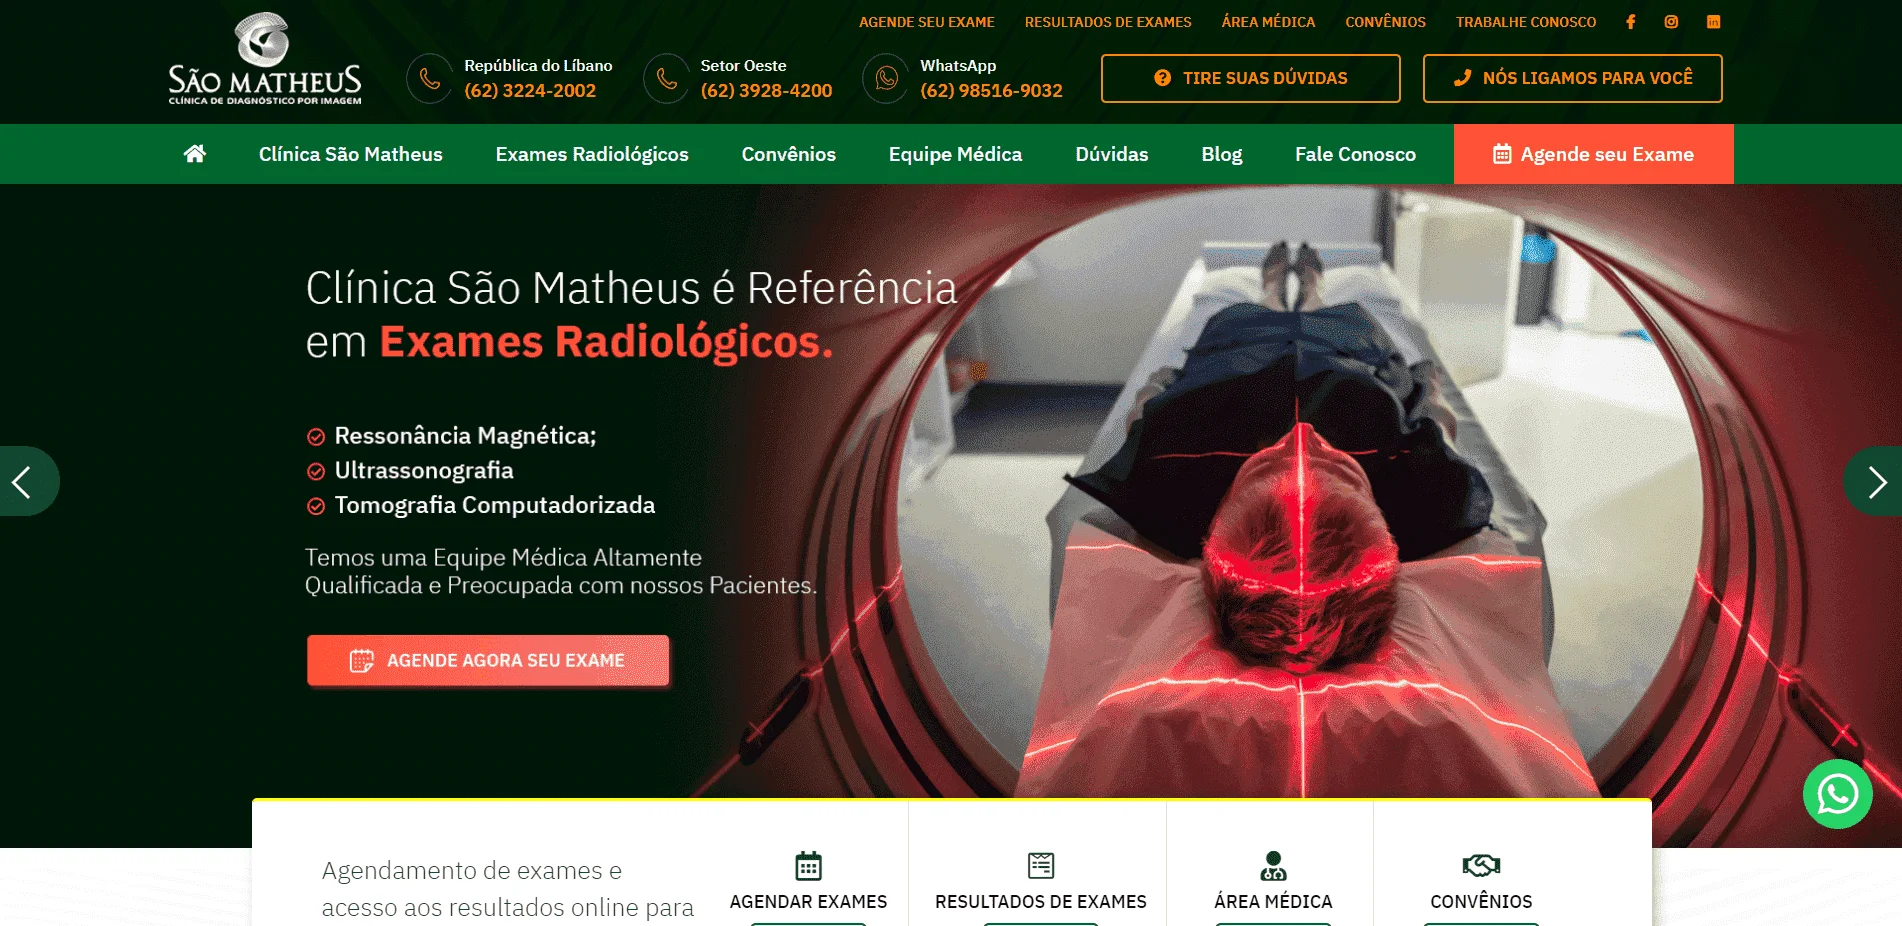 AGENDE SEU EXAME RESULTADOS DE EXAMES ÁREA MÉDICA CONVÊNIOS TRABALHE CONOSCO
SÃO MATHEUS
CLÍNICA DE DIAGNÓSTICO POR IMAGEM
República do Líbano
(62) 3224-2002
Setor Oeste
(62) 3928-4200
WhatsApp
(62) 98516-9032
TIRE SUAS DÚVIDAS
NÓS LIGAMOS PARA VOCÊ
Clínica São Matheus Exames Radiológicos Convênios Equipe Médica Dúvidas Blog Fale Conosco Agende seu Exame
Clínica São Matheus é Referência
em Exames Radiológicos.
Ressonância Magnética;
Ultrassonografia
Tomografia Computadorizada
Temos uma Equipe Médica Altamente
Qualificada e Preocupada com nossos Pacientes.
AGENDE AGORA SEU EXAME
Agendamento de exames e
acesso aos resultados online para
AGENDAR EXAMES
RESULTADOS DE EXAMES
ÁREA MÉDICA
CONVÊNIOS